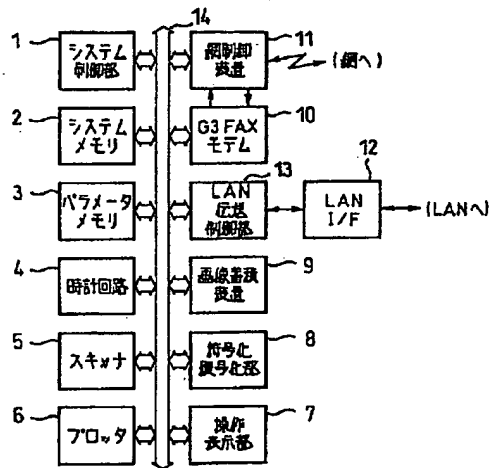 14
1
システム
制御部
11
網制御
装置
(網へ)
2
システム
メモリ
10
G3 FAX
モデム
3
パラメータ
メモリ
13
LAN
伝送
制御部
12
LAN
I/F
(LANへ)
4
時計回路
9
画像蓄積
装置
5
スキャナ
8
符号化
復号化部
6
プロッタ
7
操作
表示部